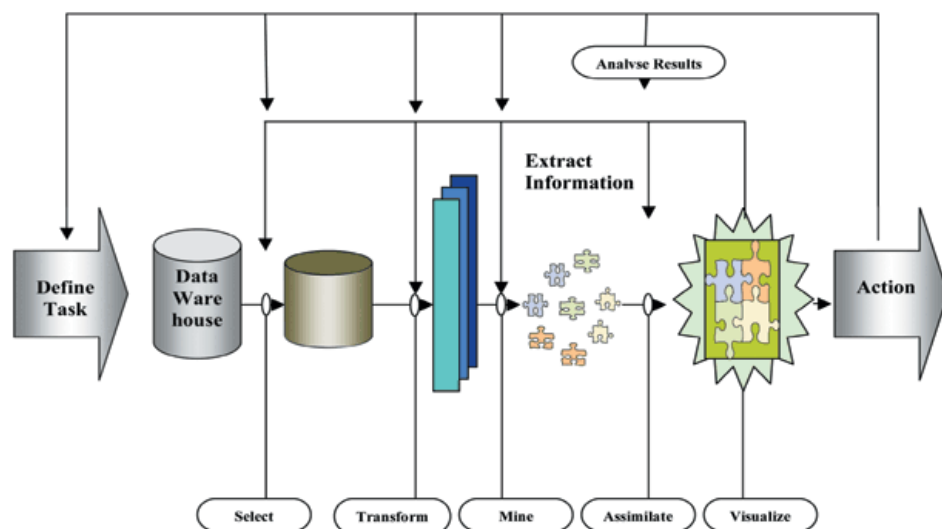 Analyse Results
Extract
Information
Define
Task
Data
Ware
house
Action
Select
Transform
Mine
Assimilate
Visualize